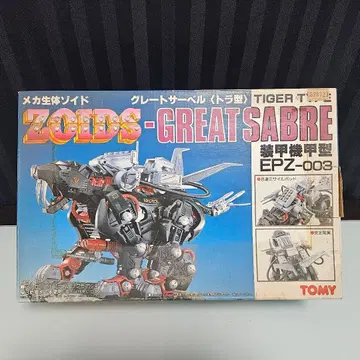 メカ生体ゾイド
グレートサーベル〈トラ型〉
TIGER TYPE
ZOIDS-GREATSABRE
装甲機甲型
EPZ-003
TOMY